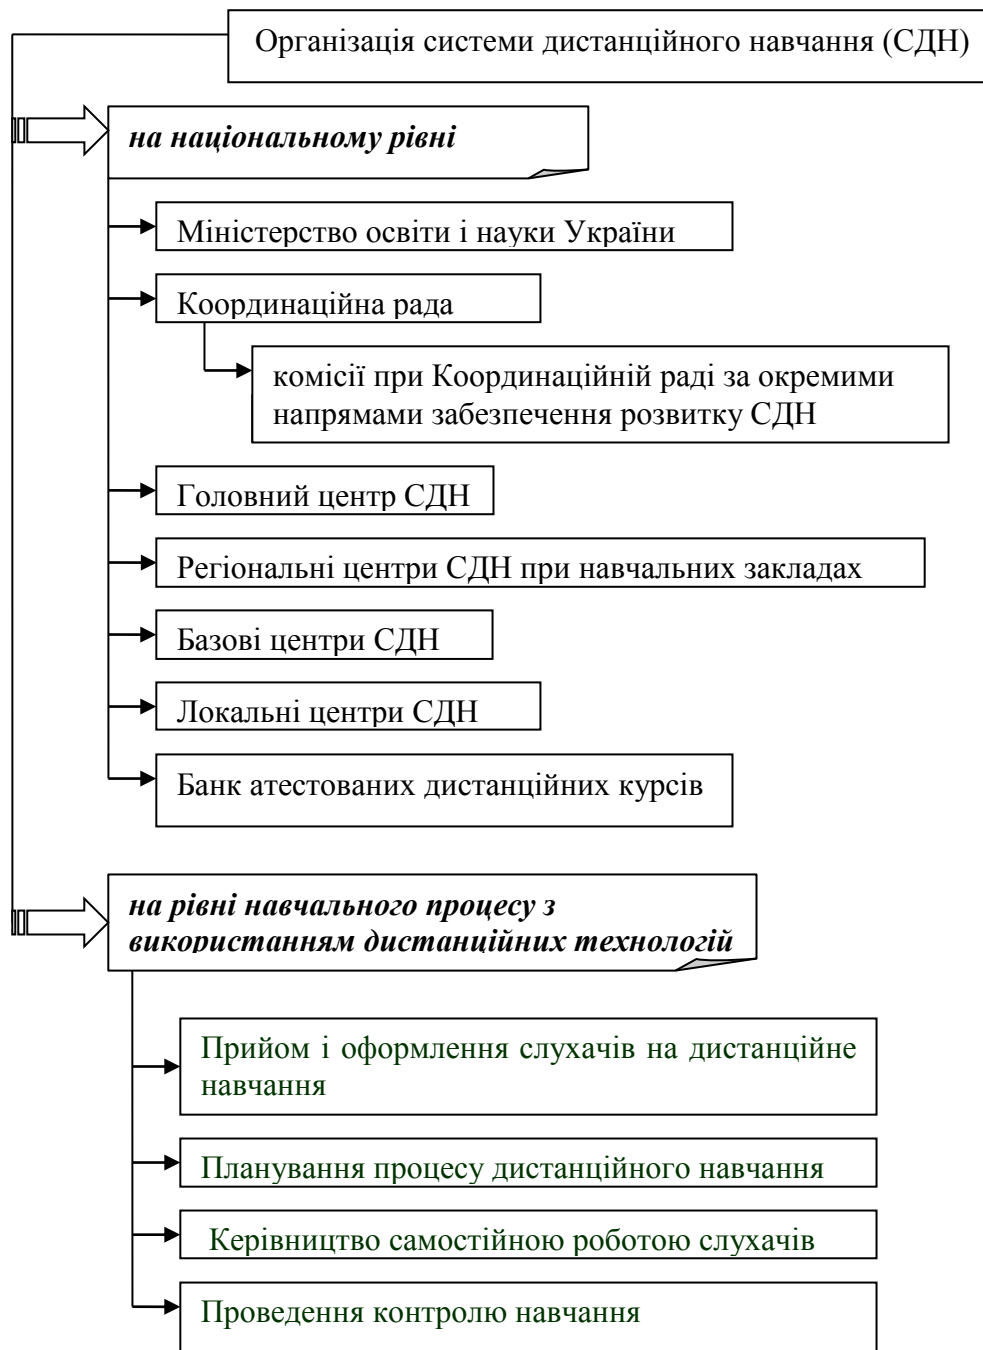 Організація системи дистанційного навчання (СДН)
на національному рівні
Міністерство освіти і науки України
Координаційна рада
комісії при Координаційній раді за окремими
напрямами забезпечення розвитку СДН
Головний центр СДН
Регіональні центри СДН при навчальних закладах
Базові центри СДН
Локальні центри СДН
Банк атестованих дистанційних курсів
на рівні навчального процесу з
використанням дистанційних технологій
Прийом і оформлення слухачів на дистанційне
навчання
Планування процесу дистанційного навчання
Керівництво самостійною роботою слухачів
Проведення контролю навчання